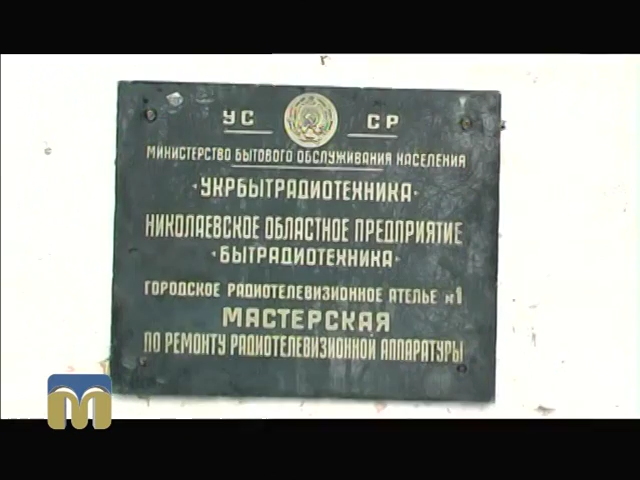 УС СР
МИНИСТЕРСТВО БЫТОВОГО ОБСЛУЖИВАНИЯ НАСЕЛЕНИЯ
«УКРБЫТРАДИОТЕХНИКА»
НИКОЛАЕВСКОЕ ОБЛАСТНОЕ ПРЕДПРИЯТИЕ
«БЫТРАДИОТЕХНИКА»
ГОРОДСКОЕ РАДИОТЕЛЕВИЗИОННОЕ АТЕЛЬЕ №1
МАСТЕРСКАЯ
ПО РЕМОНТУ РАДИОТЕЛЕВИЗИОННОЙ АППАРАТУРЫ
М